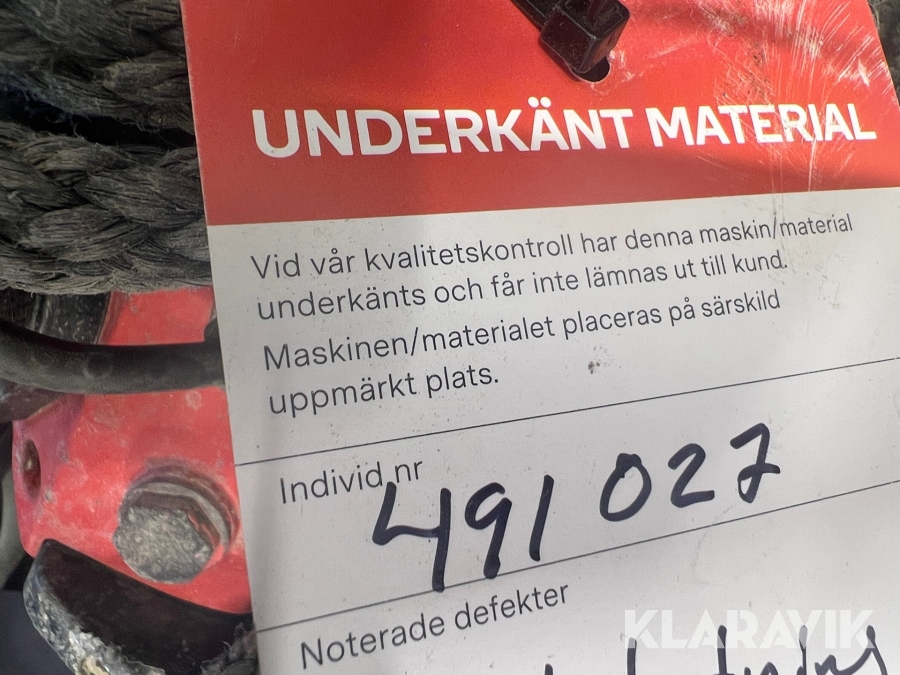 UNDERKÄNT MATERIAL
Vid vår kvalitetskontroll har denna maskin/material
underkänts och får inte lämnas ut till kund.
Maskinen/materialet placeras på särskild
uppmärkt plats.
Individ nr
491 027
Noterade defekter
KLARAVIK